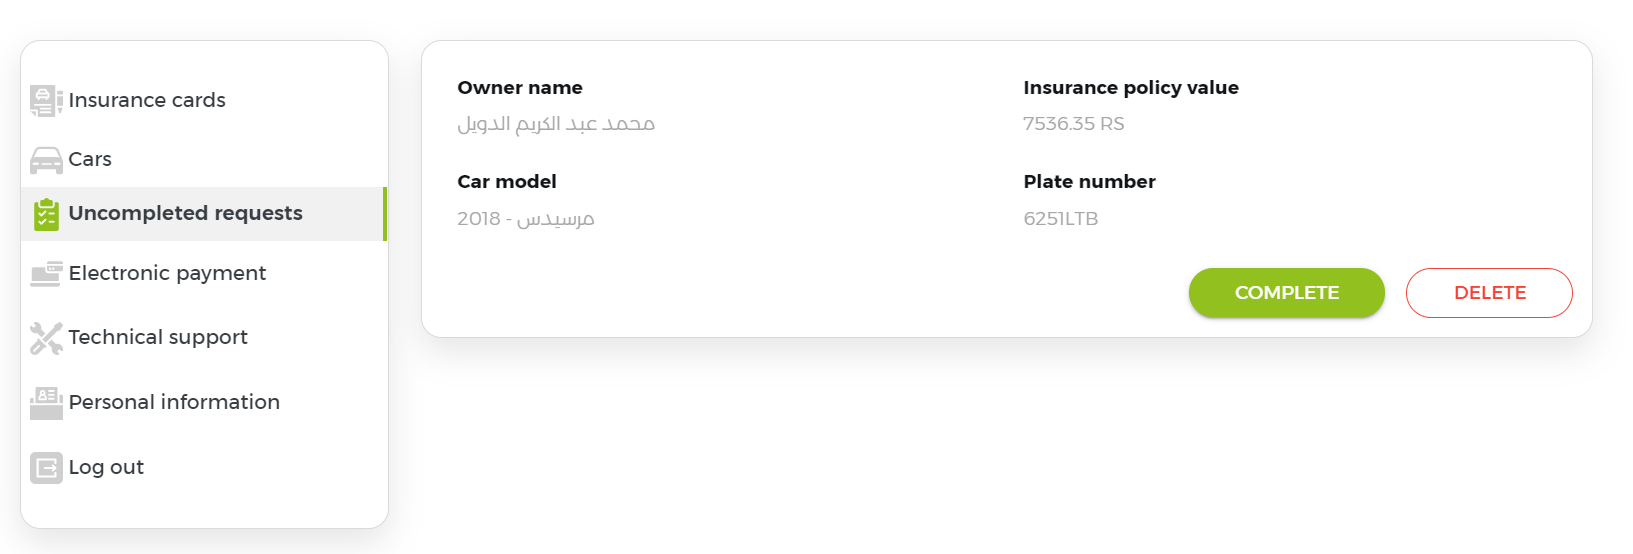 Insurance cards
Cars
Uncompleted requests
Electronic payment
Technical support
Personal information
Log out
Owner name
محمد عبد الكريم الدويل
Insurance policy value
7536.35 RS
Car model
مرسيدس - 2018
Plate number
6251LTB
COMPLETE
DELETE